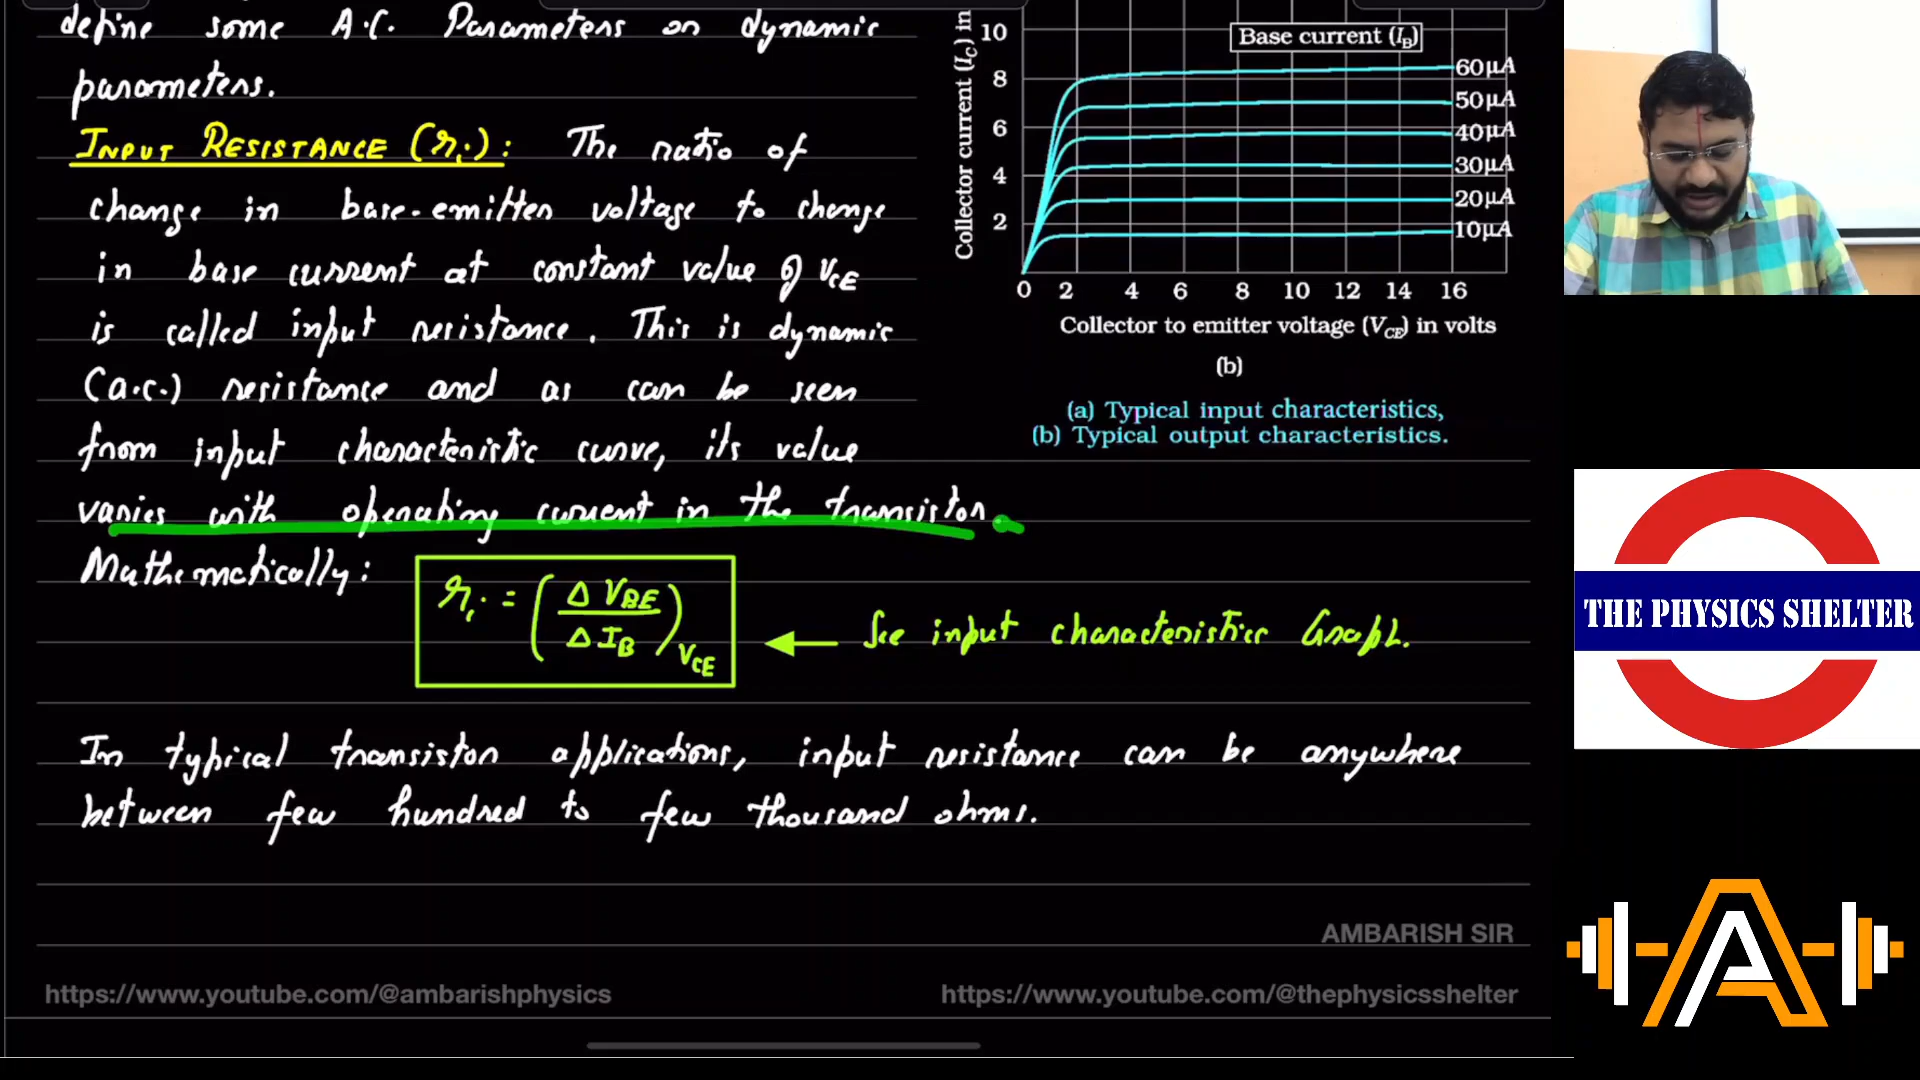 define some A.C. Parameters or dynamic
parameters.
INPUT RESISTANCE (ri): The ratio of
change in base-emitter voltage to change
in base current at constant value of VCE
is called input resistance. This is dynamic
(a.c.) resistance and as can be seen
from input characteristic curve, its value
varies with operating current in the transistor.
Mathematically:
ri = (ΔVBE / ΔIB)VCE
See input characteristics Graph.
In typical transistor applications, input resistance can be anywhere
between few hundred to few thousand ohms.
Collector current (IC) in
10
8
6
4
2
Base current (IB)
60μA
50μA
40μA
30μA
20μA
10μA
0 2 4 6 8 10 12 14 16
Collector to emitter voltage (VCE) in volts
(b)
(a) Typical input characteristics,
(b) Typical output characteristics.
THE PHYSICS SHELTER
AMBARISH SIR
https://www.youtube.com/@ambarishphysics
https://www.youtube.com/@thephysicsshelter
A